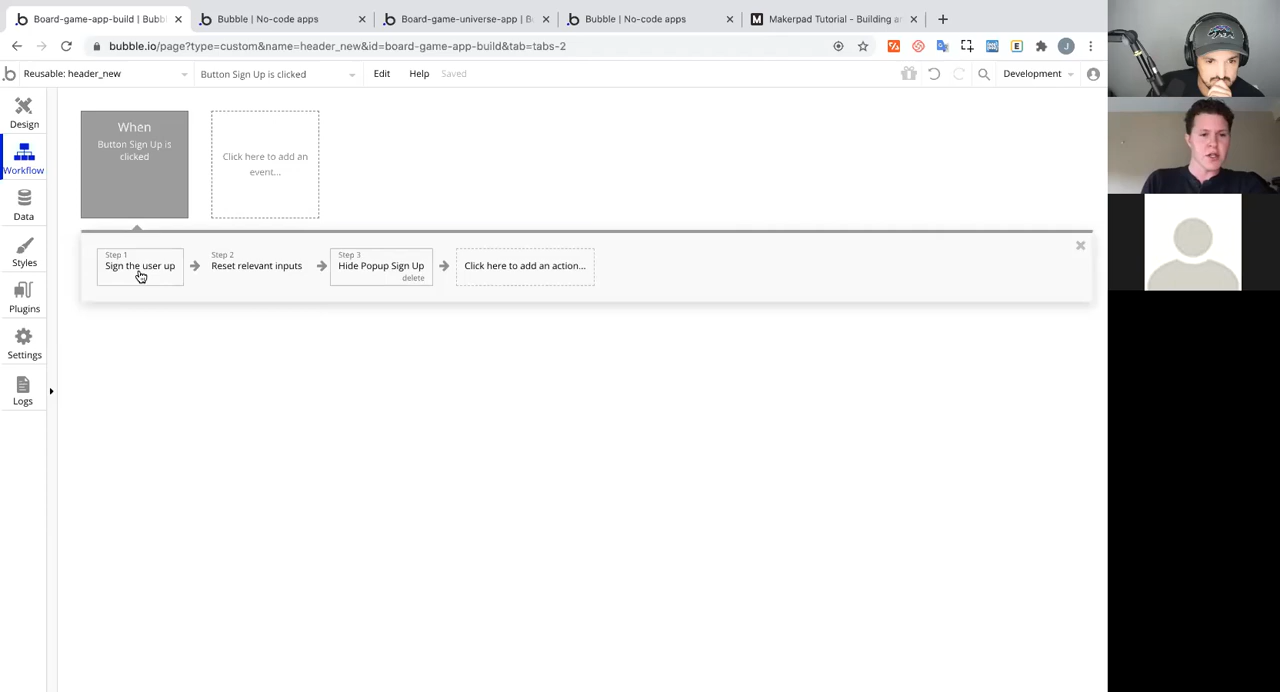 Board-game-app-build | Bubbl
Bubble | No-code apps
Board-game-universe-app | B
Bubble | No-code apps
Makerpad Tutorial - Building a
bubble.io/page?type=custom&name=header_new&id=board-game-app-build&tab=tabs-2
J
Reusable: header_new
Button Sign Up is clicked
Edit
Help
Saved
Development
Design
Workflow
Data
Styles
Plugins
Settings
Logs
When
Button Sign Up is
clicked
Click here to add an
event...
Step 1
Sign the user up
Step 2
Reset relevant inputs
Step 3
Hide Popup Sign Up
delete
Click here to add an action...